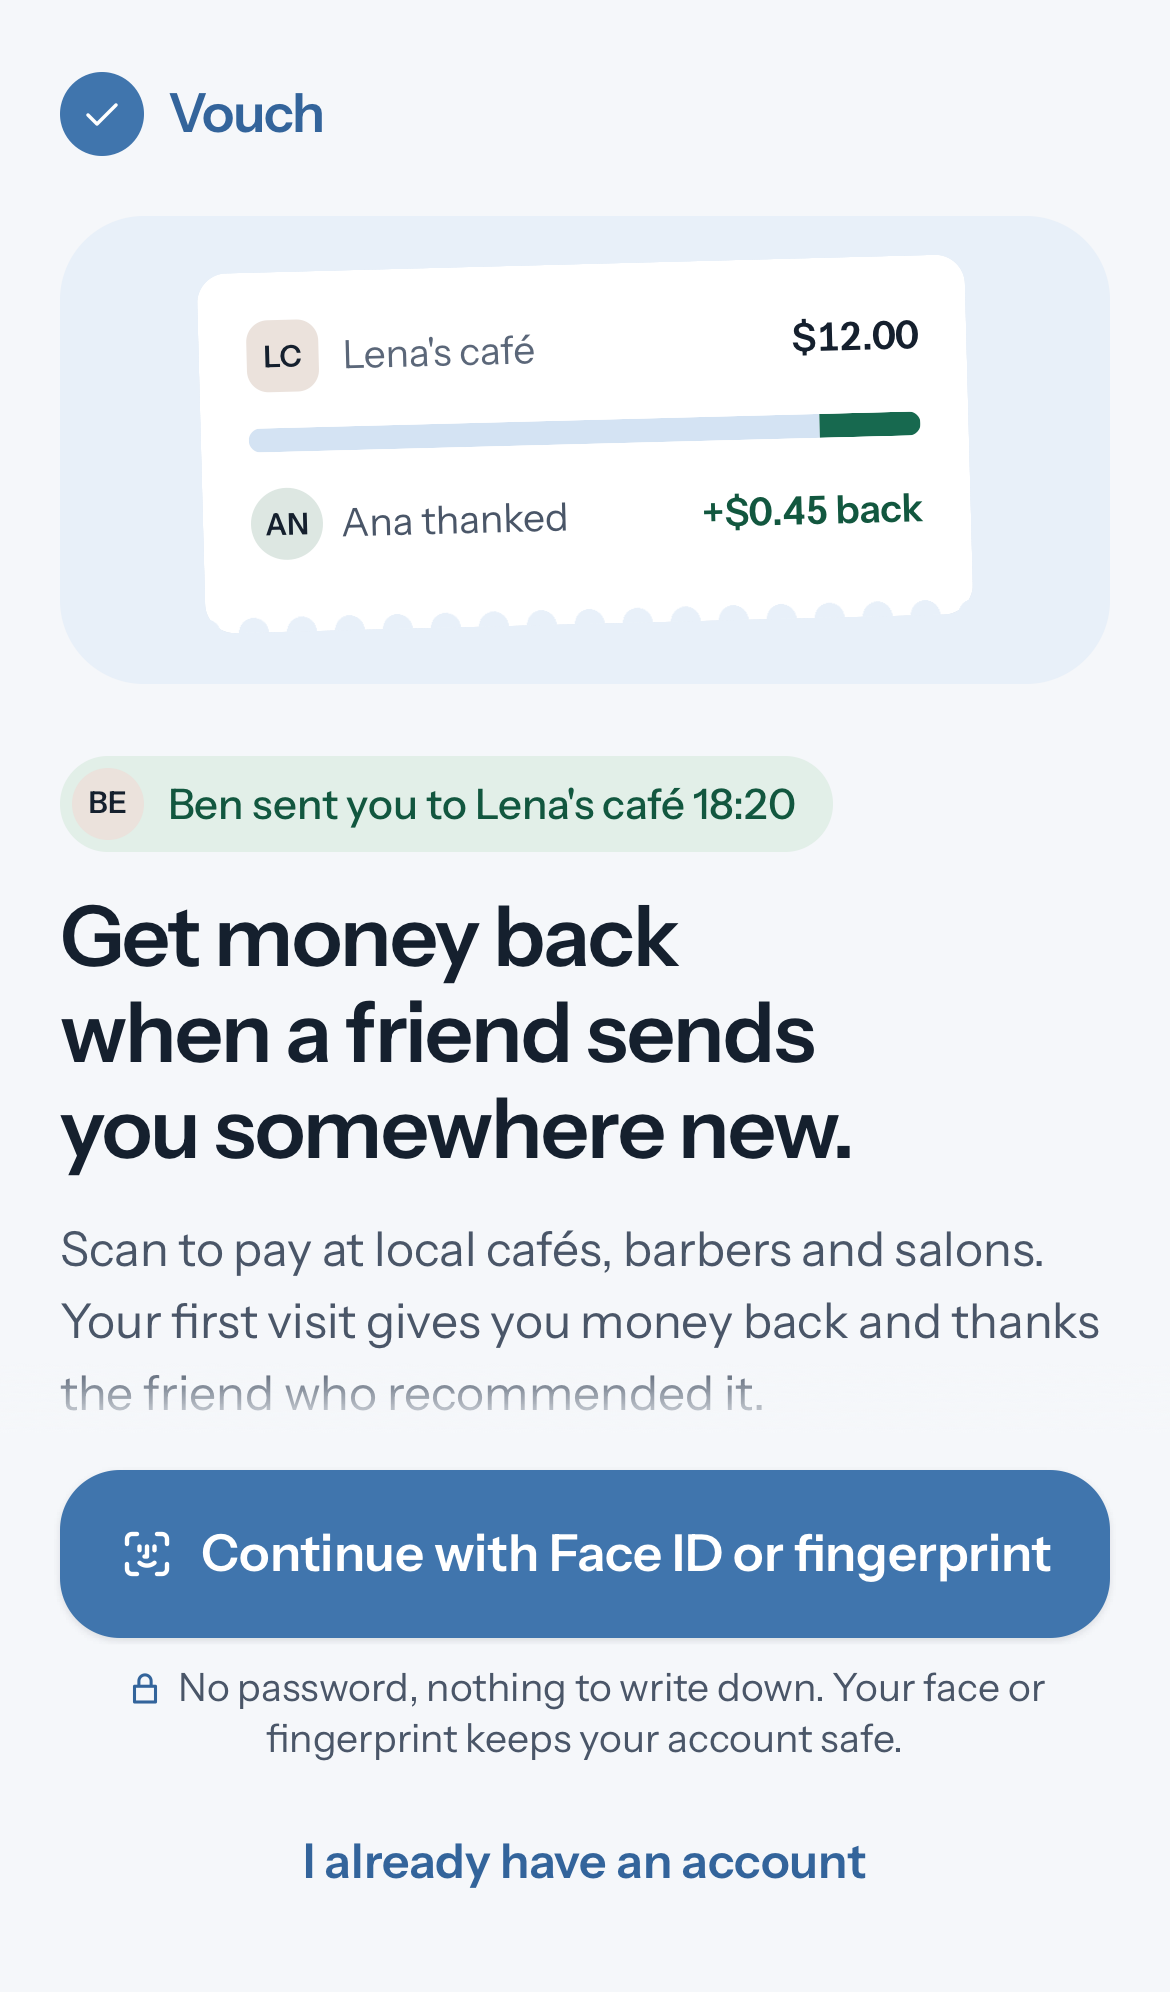 Vouch
LC Lena's café $12.00
AN Ana thanked +$0.45 back
BE Ben sent you to Lena's café 18:20
Get money back
when a friend sends
you somewhere new.
Scan to pay at local cafés, barbers and salons.
Your first visit gives you money back and thanks
the friend who recommended it.
Continue with Face ID or fingerprint
No password, nothing to write down. Your face or
fingerprint keeps your account safe.
I already have an account